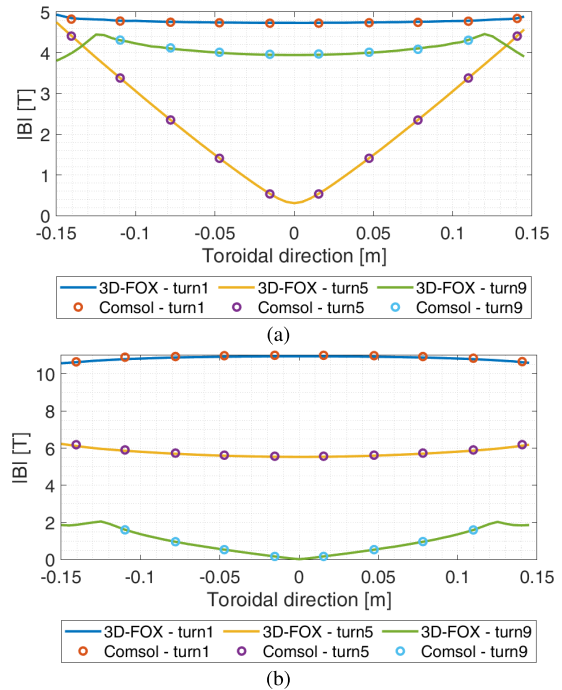 5
4
3
2
1
0
|B| [T]
-0.15 -0.1 -0.05 0 0.05 0.1 0.15
Toroidal direction [m]
3D-FOX - turn1 3D-FOX - turn5 3D-FOX - turn9
Comsol - turn1 Comsol - turn5 Comsol - turn9
(a)
10
8
6
4
2
0
|B| [T]
-0.15 -0.1 -0.05 0 0.05 0.1 0.15
Toroidal direction [m]
3D-FOX - turn1 3D-FOX - turn5 3D-FOX - turn9
Comsol - turn1 Comsol - turn5 Comsol - turn9
(b)